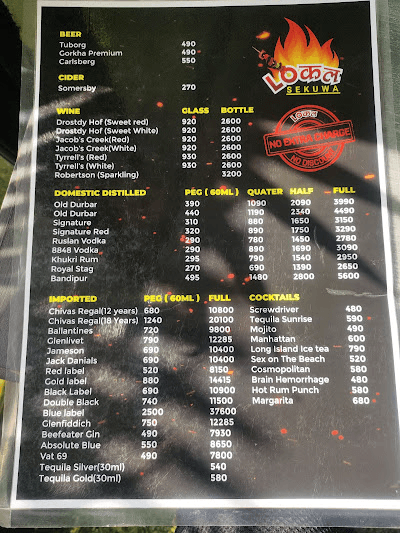 Loकल
SEKUWA
BEER
Tuborg 490
Gorkha Premium 490
Carlsberg 550
CIDER
Somersby 270
Loकल
NO EXTRA CHARGE
NO DISCOUNT
WINE GLASS BOTTLE
Drostdy Hof (Sweet red) 920 2600
Drostdy Hof (Sweet White) 920 2600
Jacob's Creek(Red) 920 2600
Jacob's Creek(White) 920 2600
Tyrrell's (Red) 930 2600
Tyrrell's (White) 930 2600
Robertson (Sparkling) 3200
DOMESTIC DISTILLED PEG ( 60ML ) QUATER HALF FULL
Old Durbar 390 1090 2090 3990
Old Durbar 440 1190 2340 4490
Signature 310 880 1650 3150
Signature Red 320 890 1750 3290
Ruslan Vodka 290 780 1450 2780
8848 Vodka 290 890 1690 3090
Khukri Rum 295 790 1540 2950
Royal Stag 270 690 1390 2650
Bandipur 495 1480 2800 5600
IMPORTED PEG ( 60ML ) FULL
Chivas Regal(12 years) 680 10800
Chivas Regal(18 Years) 1240 20100
Ballantines 720 9800
Glenlivet 790 12285
Jameson 690 10400
Jack Danials 690 10400
Red label 520 8150
Gold label 880 14415
Black Label 690 10900
Double Black 740 11500
Blue label 2500 37600
Glenfiddich 750 12285
Beefeater Gin 490 7930
Absolute Blue 550 8650
Vat 69 490 7800
Tequila Silver(30ml) 540
Tequila Gold(30ml) 580
COCKTAILS
Screwdriver 480
Tequila Sunrise 590
Mojito 490
Manhattan 600
Long Island Ice tea 790
Sex on The Beach 520
Cosmopolitan 580
Brain Hemorrhage 480
Hot Rum Punch 580
Margarita 680